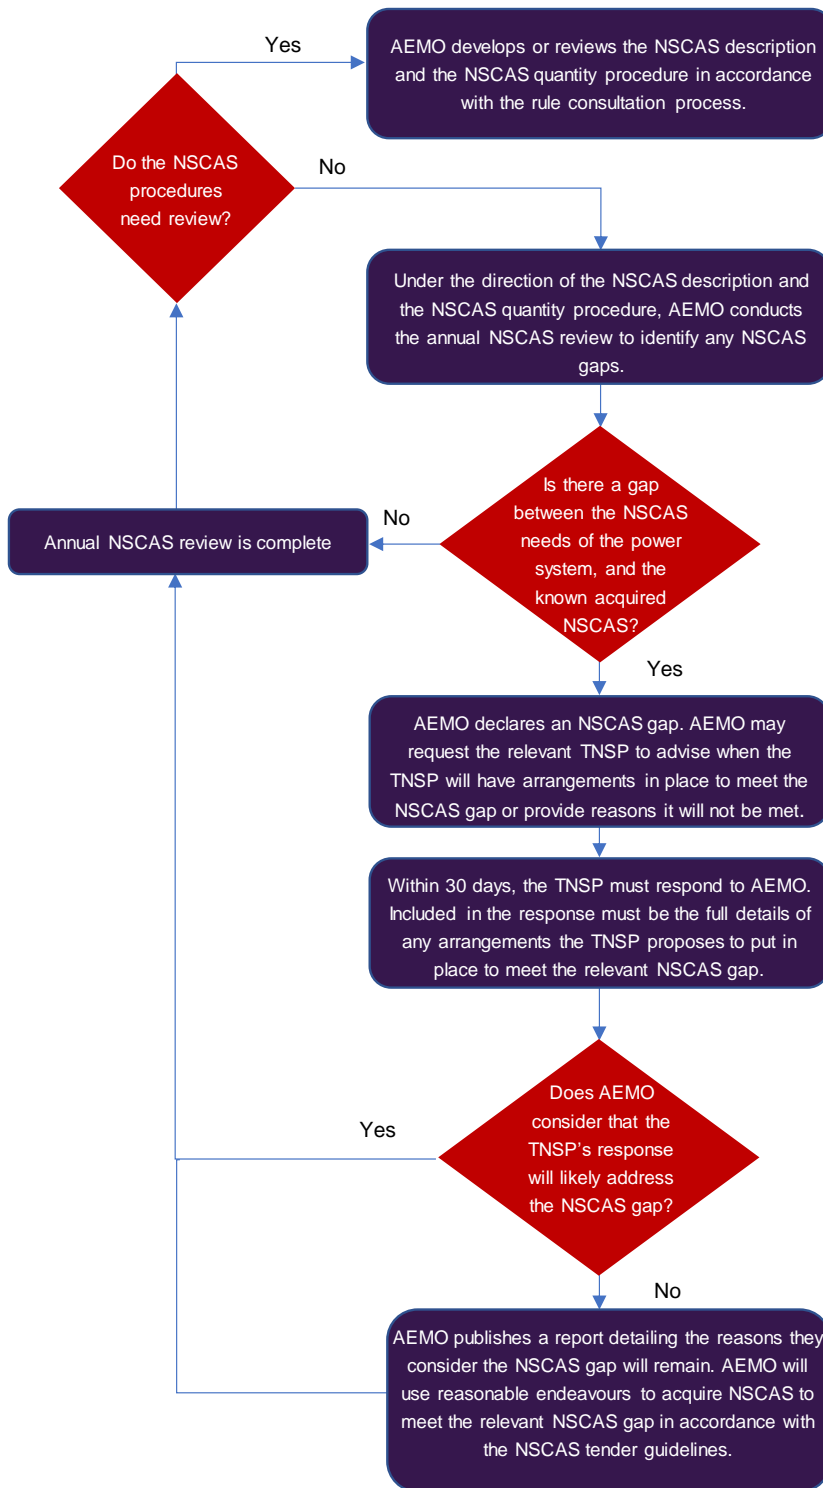 Yes
AEMO develops or reviews the NSCAS description
and the NSCAS quantity procedure in accordance
with the rule consultation process.
Do the NSCAS
procedures
need review?
No
Under the direction of the NSCAS description and
the NSCAS quantity procedure, AEMO conducts
the annual NSCAS review to identify any NSCAS
gaps.
Is there a gap
between the NSCAS
needs of the power
system, and the
known acquired
NSCAS?
No
Annual NSCAS review is complete
Yes
AEMO declares an NSCAS gap. AEMO may
request the relevant TNSP to advise when the
TNSP will have arrangements in place to meet the
NSCAS gap or provide reasons it will not be met.
Within 30 days, the TNSP must respond to AEMO.
Included in the response must be the full details of
any arrangements the TNSP proposes to put in
place to meet the relevant NSCAS gap.
Does AEMO
consider that the
TNSP's response
will likely address
the NSCAS gap?
Yes
No
AEMO publishes a report detailing the reasons they
consider the NSCAS gap will remain. AEMO will
use reasonable endeavours to acquire NSCAS to
meet the relevant NSCAS gap in accordance with
the NSCAS tender guidelines.